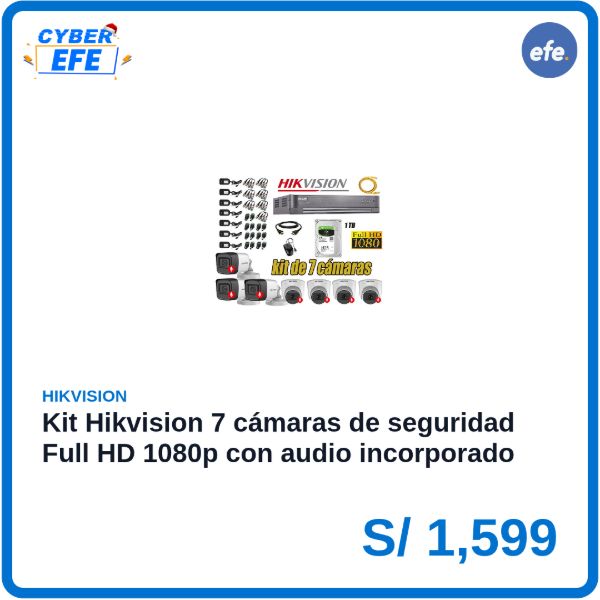 CYBER
EFE
efe.
HIKVISION
1 TB
Full HD
1080
kit de 7 cámaras
HIKVISION
Kit Hikvision 7 cámaras de seguridad
Full HD 1080p con audio incorporado
S/ 1,599